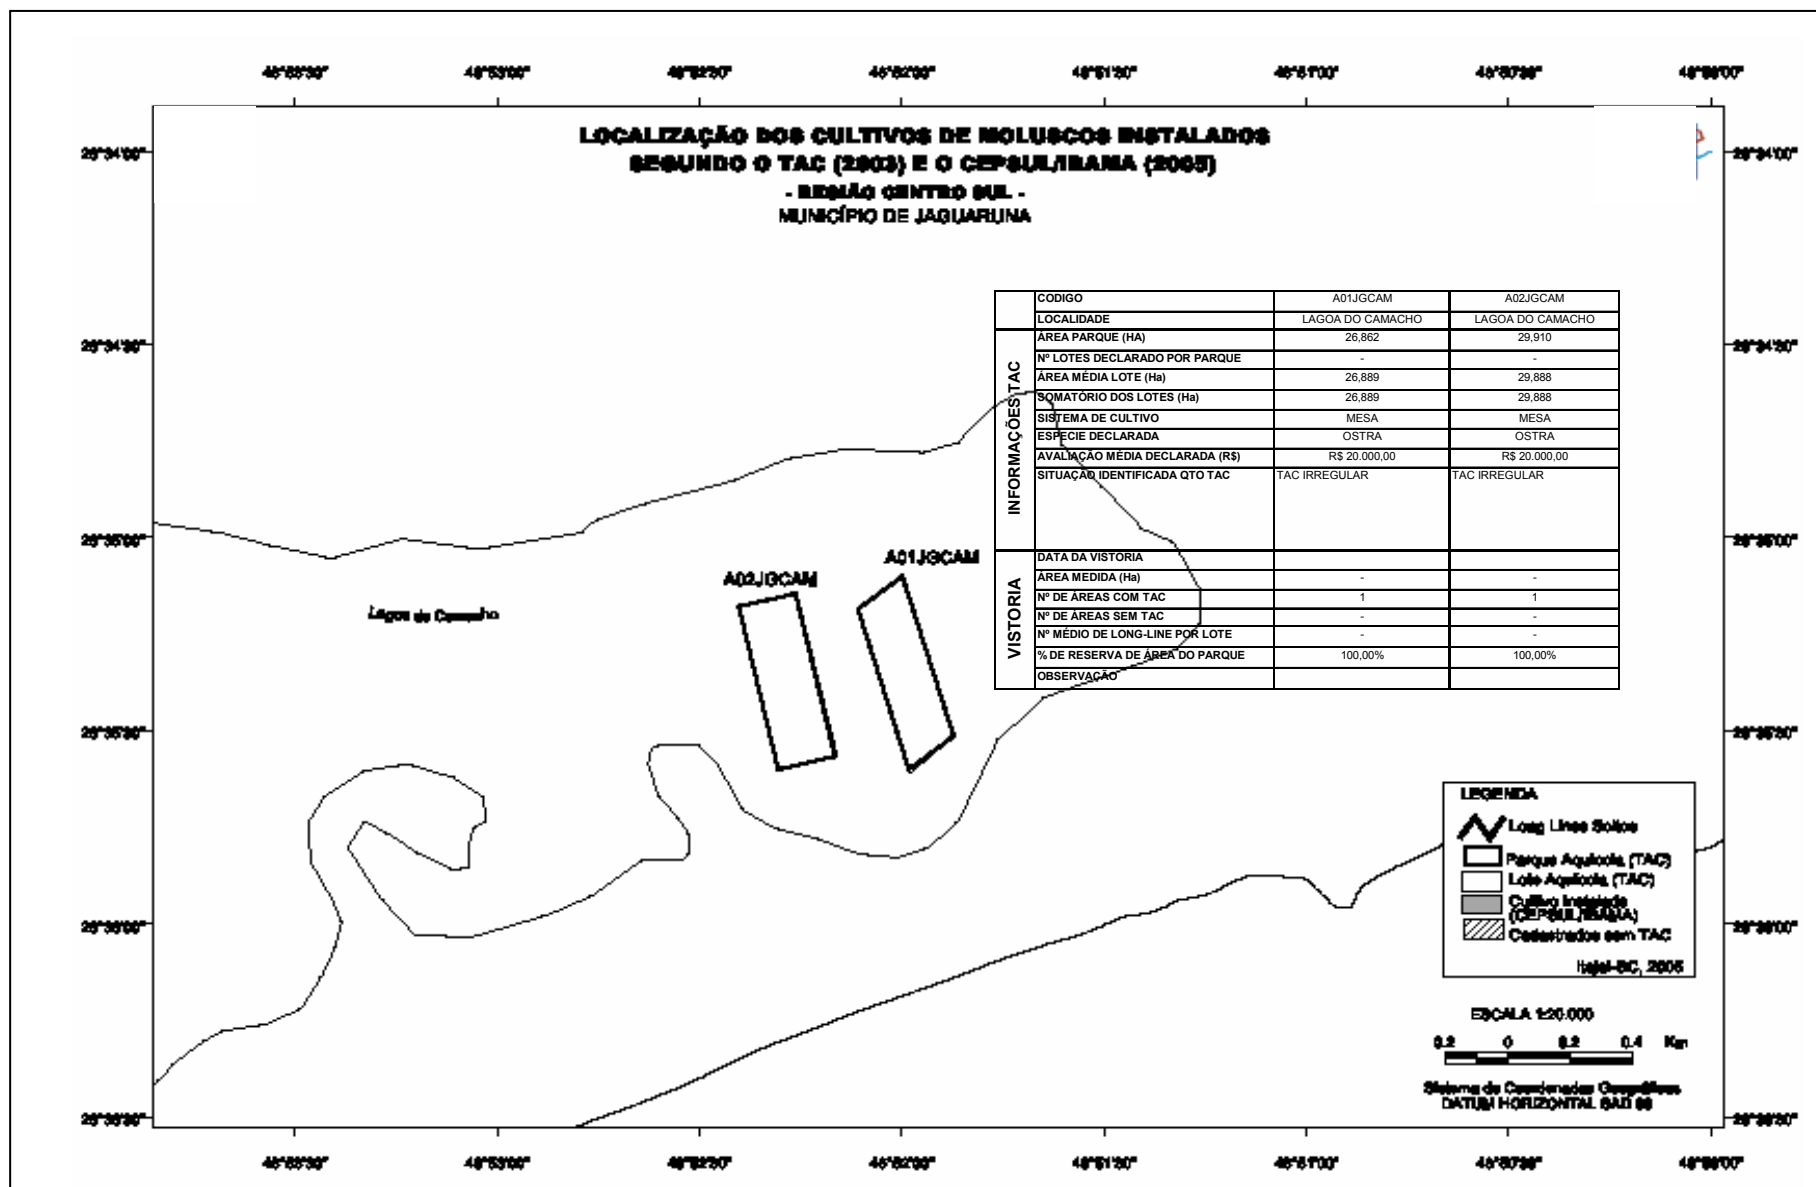 LOCALIZAÇÃO DOS CULTIVOS DE MOLUSCOS INSTALADOS
SEGUNDO O TAC (2003) E O CEPSUL/IBAMA (2005)
- REGIÃO CENTRO SUL -
MUNICÍPIO DE JAGUARUNA
CODIGO A01JGCAM A02JGCAM
LOCALIDADE LAGOA DO CAMACHO LAGOA DO CAMACHO
INFORMAÇÕES TAC
ÁREA PARQUE (HA) 26,862 29,910
Nº LOTES DECLARADO POR PARQUE - -
ÁREA MÉDIA LOTE (Ha) 26,889 29,888
SOMATÓRIO DOS LOTES (Ha) 26,889 29,888
SISTEMA DE CULTIVO MESA MESA
ESPECIE DECLARADA OSTRA OSTRA
AVALIAÇÃO MÉDIA DECLARADA (R$) R$ 20.000,00 R$ 20.000,00
SITUAÇÃO IDENTIFICADA QTO TAC TAC IRREGULAR TAC IRREGULAR
VISTORIA
DATA DA VISTORIA
ÁREA MEDIDA (Ha) - -
Nº DE ÁREAS COM TAC 1 1
Nº DE ÁREAS SEM TAC - -
Nº MÉDIO DE LONG-LINE POR LOTE - -
% DE RESERVA DE ÁREA DO PARQUE 100,00% 100,00%
OBSERVAÇÃO
A01JGCAM
A02JGCAM
Lagoa do Camacho
LEGENDA
Long Lines Soltos
Parque Aquícola (TAC)
Lote Aquícola (TAC)
Cultivo Instalado
(CEPSUL/IBAMA)
Cadastrados sem TAC
Itajaí-SC, 2005
ESCALA 1:20.000
0.2 0 0.2 0.4 Km
Sistema de Coordenadas Geográficas
DATUM HORIZONTAL SAD 69